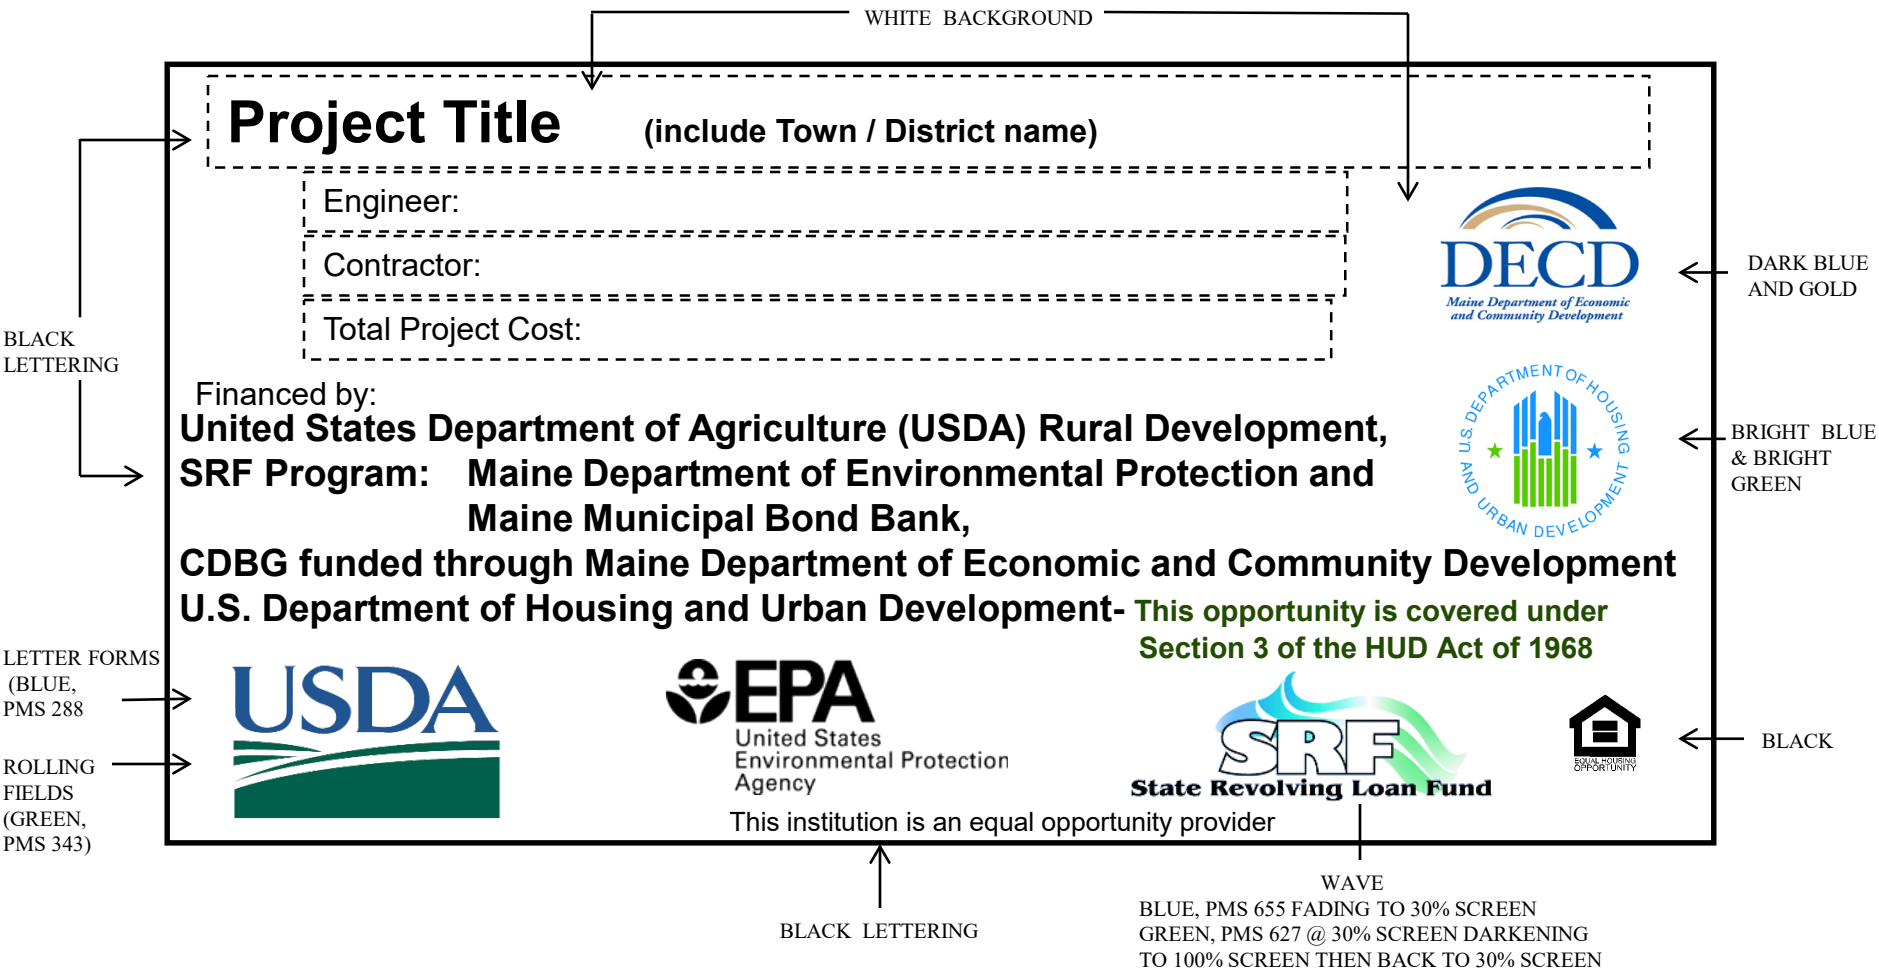 WHITE BACKGROUND
Project Title (include Town / District name)
Engineer:
Contractor:
Total Project Cost:
DECD
Maine Department of Economic
and Community Development
DARK BLUE
AND GOLD
BLACK
LETTERING
Financed by:
United States Department of Agriculture (USDA) Rural Development,
SRF Program: Maine Department of Environmental Protection and
Maine Municipal Bond Bank,
CDBG funded through Maine Department of Economic and Community Development
U.S. Department of Housing and Urban Development- This opportunity is covered under
Section 3 of the HUD Act of 1968
U.S. DEPARTMENT OF HOUSING AND URBAN DEVELOPMENT
BRIGHT BLUE
& BRIGHT
GREEN
LETTER FORMS
(BLUE,
PMS 288
ROLLING
FIELDS
(GREEN,
PMS 343)
USDA
EPA
United States
Environmental Protection
Agency
SRF
State Revolving Loan Fund
EQUAL HOUSING
OPPORTUNITY
BLACK
This institution is an equal opportunity provider
BLACK LETTERING
WAVE
BLUE, PMS 655 FADING TO 30% SCREEN
GREEN, PMS 627 @ 30% SCREEN DARKENING
TO 100% SCREEN THEN BACK TO 30% SCREEN